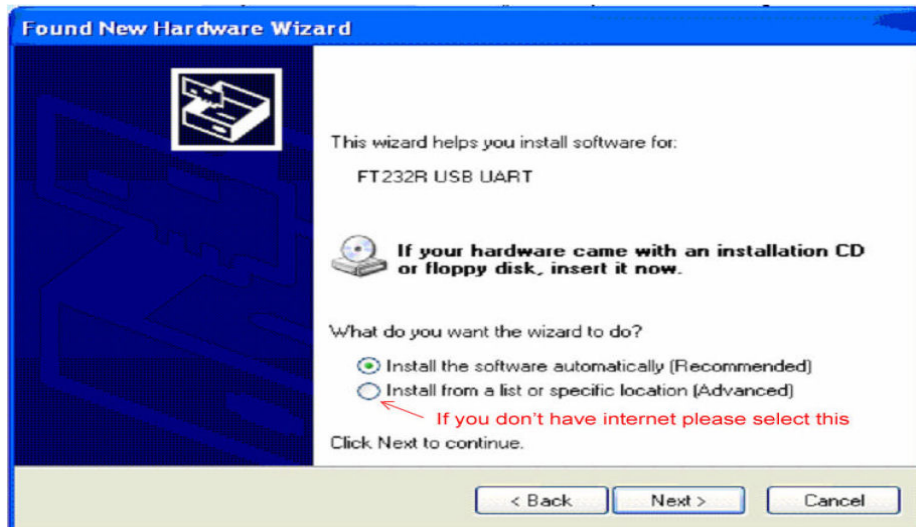 Found New Hardware Wizard
This wizard helps you install software for:
FT232R USB UART
If your hardware came with an installation CD
or floppy disk, insert it now.
What do you want the wizard to do?
Install the software automatically (Recommended)
Install from a list or specific location (Advanced)
If you don't have internet please select this
Click Next to continue.
< Back
Next >
Cancel